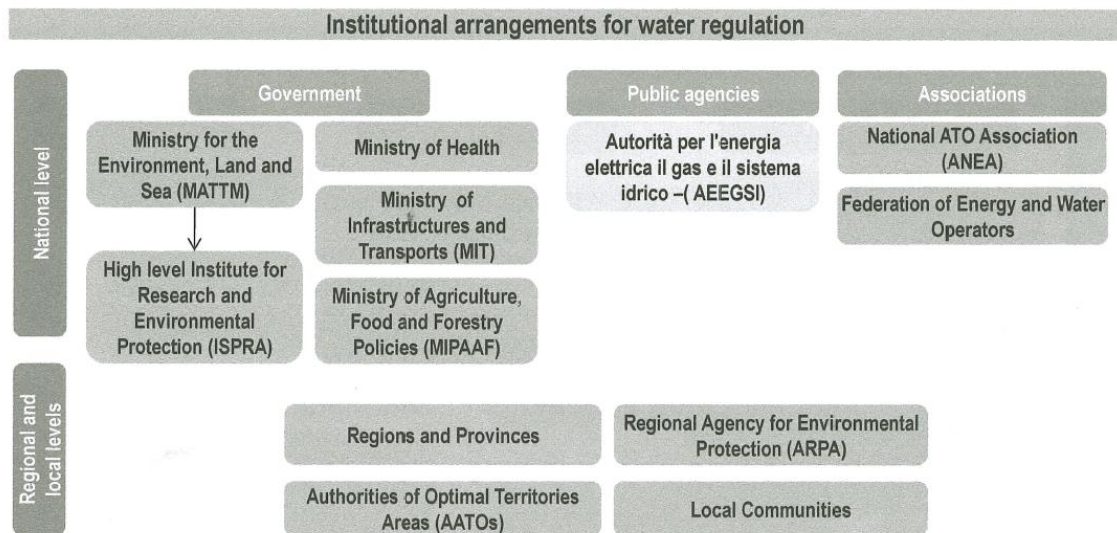 Institutional arrangements for water regulation
National level
Government
Ministry for the
Environment, Land and
Sea (MATTM)
High level Institute for
Research and
Environmental
Protection (ISPRA)
Ministry of Health
Ministry of
Infrastructures and
Transports (MIT)
Ministry of Agriculture,
Food and Forestry
Policies (MIPAAF)
Public agencies
Autorità per l'energia
elettrica il gas e il sistema
idrico –( AEEGSI)
Associations
National ATO Association
(ANEA)
Federation of Energy and Water
Operators
Regional and
local levels
Regions and Provinces
Regional Agency for Environmental
Protection (ARPA)
Authorities of Optimal Territories
Areas (AATOs)
Local Communities